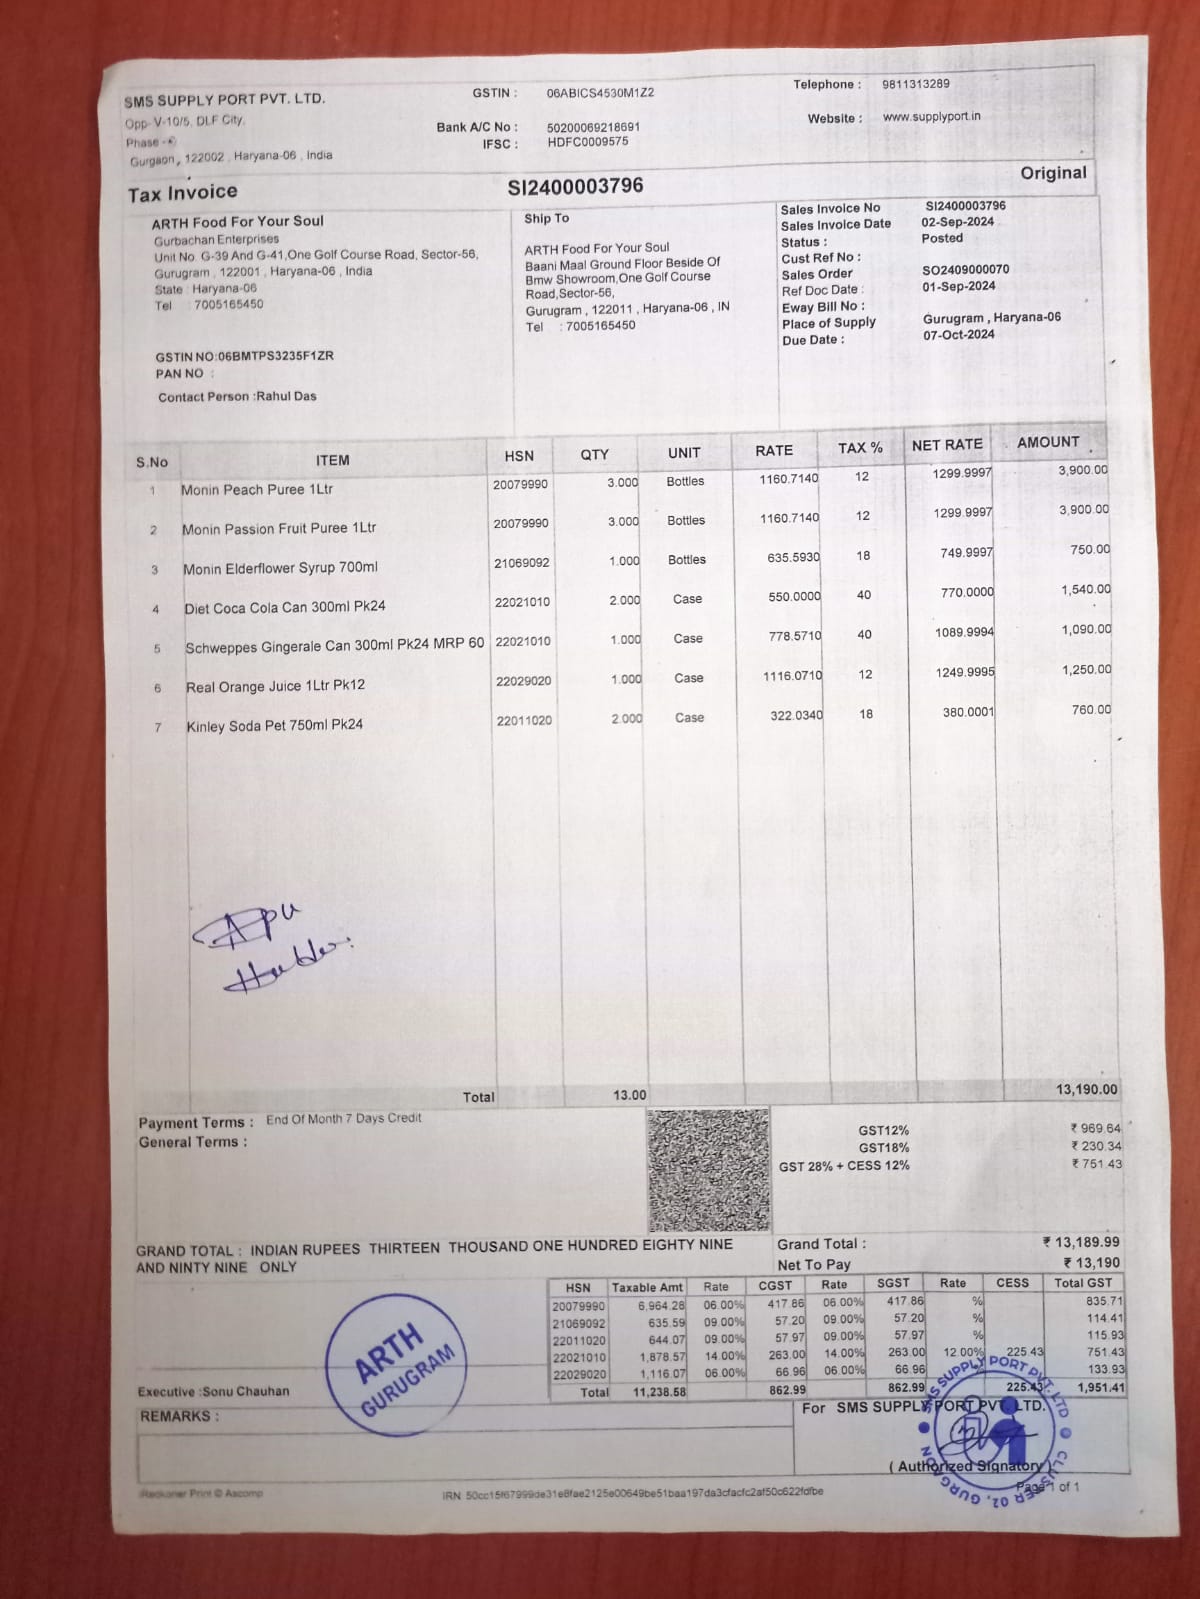 SMS SUPPLY PORT PVT. LTD.
Opp- V-10/5, DLF City,
Phase -
Gurgaon, 122002 , Haryana-06 , India
GSTIN : 06ABICS4530M1Z2
Bank A/C No : 50200069218691
IFSC : HDFC0009575
Telephone : 9811313289
Website : www.supplyport.in
Tax Invoice SI2400003796 Original
ARTH Food For Your Soul
Gurbachan Enterprises
Unit No. G-39 And G-41,One Golf Course Road, Sector-56,
Gurugram , 122001 , Haryana-06 , India
State : Haryana-06
Tel : 7005165450
GSTIN NO:06BMTPS3235F1ZR
PAN NO :
Contact Person :Rahul Das
Ship To
ARTH Food For Your Soul
Baani Maal Ground Floor Beside Of
Bmw Showroom,One Golf Course
Road,Sector-56,
Gurugram , 122011 , Haryana-06 , IN
Tel : 7005165450
Sales Invoice No SI2400003796
Sales Invoice Date 02-Sep-2024
Status : Posted
Cust Ref No :
Sales Order SO2409000070
Ref Doc Date : 01-Sep-2024
Eway Bill No :
Place of Supply Gurugram , Haryana-06
Due Date : 07-Oct-2024
S.No ITEM HSN QTY UNIT RATE TAX % NET RATE AMOUNT
1 Monin Peach Puree 1Ltr 20079990 3.000 Bottles 1160.7140 12 1299.9997 3,900.00
2 Monin Passion Fruit Puree 1Ltr 20079990 3.000 Bottles 1160.7140 12 1299.9997 3,900.00
3 Monin Elderflower Syrup 700ml 21069092 1.000 Bottles 635.5930 18 749.9997 750.00
4 Diet Coca Cola Can 300ml Pk24 22021010 2.000 Case 550.0000 40 770.0000 1,540.00
5 Schweppes Gingerale Can 300ml Pk24 MRP 60 22021010 1.000 Case 778.5710 40 1089.9994 1,090.00
6 Real Orange Juice 1Ltr Pk12 22029020 1.000 Case 1116.0710 12 1249.9995 1,250.00
7 Kinley Soda Pet 750ml Pk24 22011020 2.000 Case 322.0340 18 380.0001 760.00
Apu
Total 13.00 13,190.00
Payment Terms : End Of Month 7 Days Credit
General Terms :
GST12% ₹ 969.64
GST18% ₹ 230.34
GST 28% + CESS 12% ₹ 751.43
GRAND TOTAL : INDIAN RUPEES THIRTEEN THOUSAND ONE HUNDRED EIGHTY NINE
AND NINTY NINE ONLY
Grand Total : ₹ 13,189.99
Net To Pay ₹ 13,190
HSN Taxable Amt Rate CGST Rate SGST Rate CESS Total GST
20079990 6,964.28 06.00% 417.86 06.00% 417.86 % 835.71
21069092 635.59 09.00% 57.20 09.00% 57.20 % 114.41
22011020 644.07 09.00% 57.97 09.00% 57.97 % 115.93
22021010 1,878.57 14.00% 263.00 14.00% 263.00 12.00% 225.43 751.43
22029020 1,116.07 06.00% 66.96 06.00% 66.96 % 133.93
Total 11,238.58 862.99 862.99 225.43 1,951.41
ARTH
GURUGRAM
Executive :Sonu Chauhan
REMARKS :
For SMS SUPPLY PORT PVT. LTD.
SMS SUPPLY PORT PVT. LTD
CLUSTER 02, GURGAON
( Authorized Signatory )
Reckoner Print © Ascomp
IRN 50cc15f67999de31e8fae2125e00649be51baa197da3cfacfc2af50c622fdfbe
Page 1 of 1